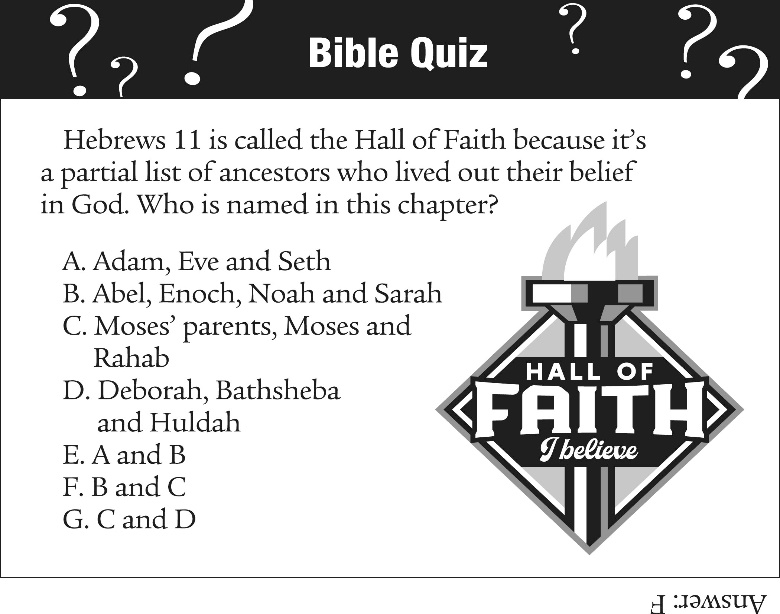 Bible Quiz
Hebrews 11 is called the Hall of Faith because it's
a partial list of ancestors who lived out their belief
in God. Who is named in this chapter?
A. Adam, Eve and Seth
B. Abel, Enoch, Noah and Sarah
C. Moses' parents, Moses and
Rahab
D. Deborah, Bathsheba
and Huldah
E. A and B
F. B and C
G. C and D
HALL OF
FAITH
I believe
Answer: F